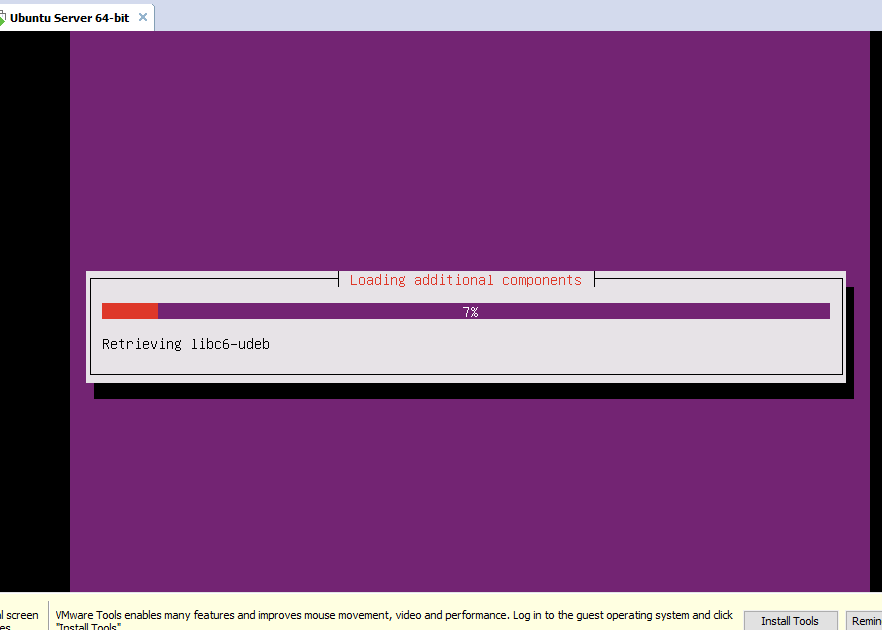 Ubuntu Server 64-bit
Loading additional components
7%
Retrieving libc6-udeb
screen
VMware Tools enables many features and improves mouse movement, video and performance. Log in to the guest operating system and click
"Install Tools"
Install Tools
Remin